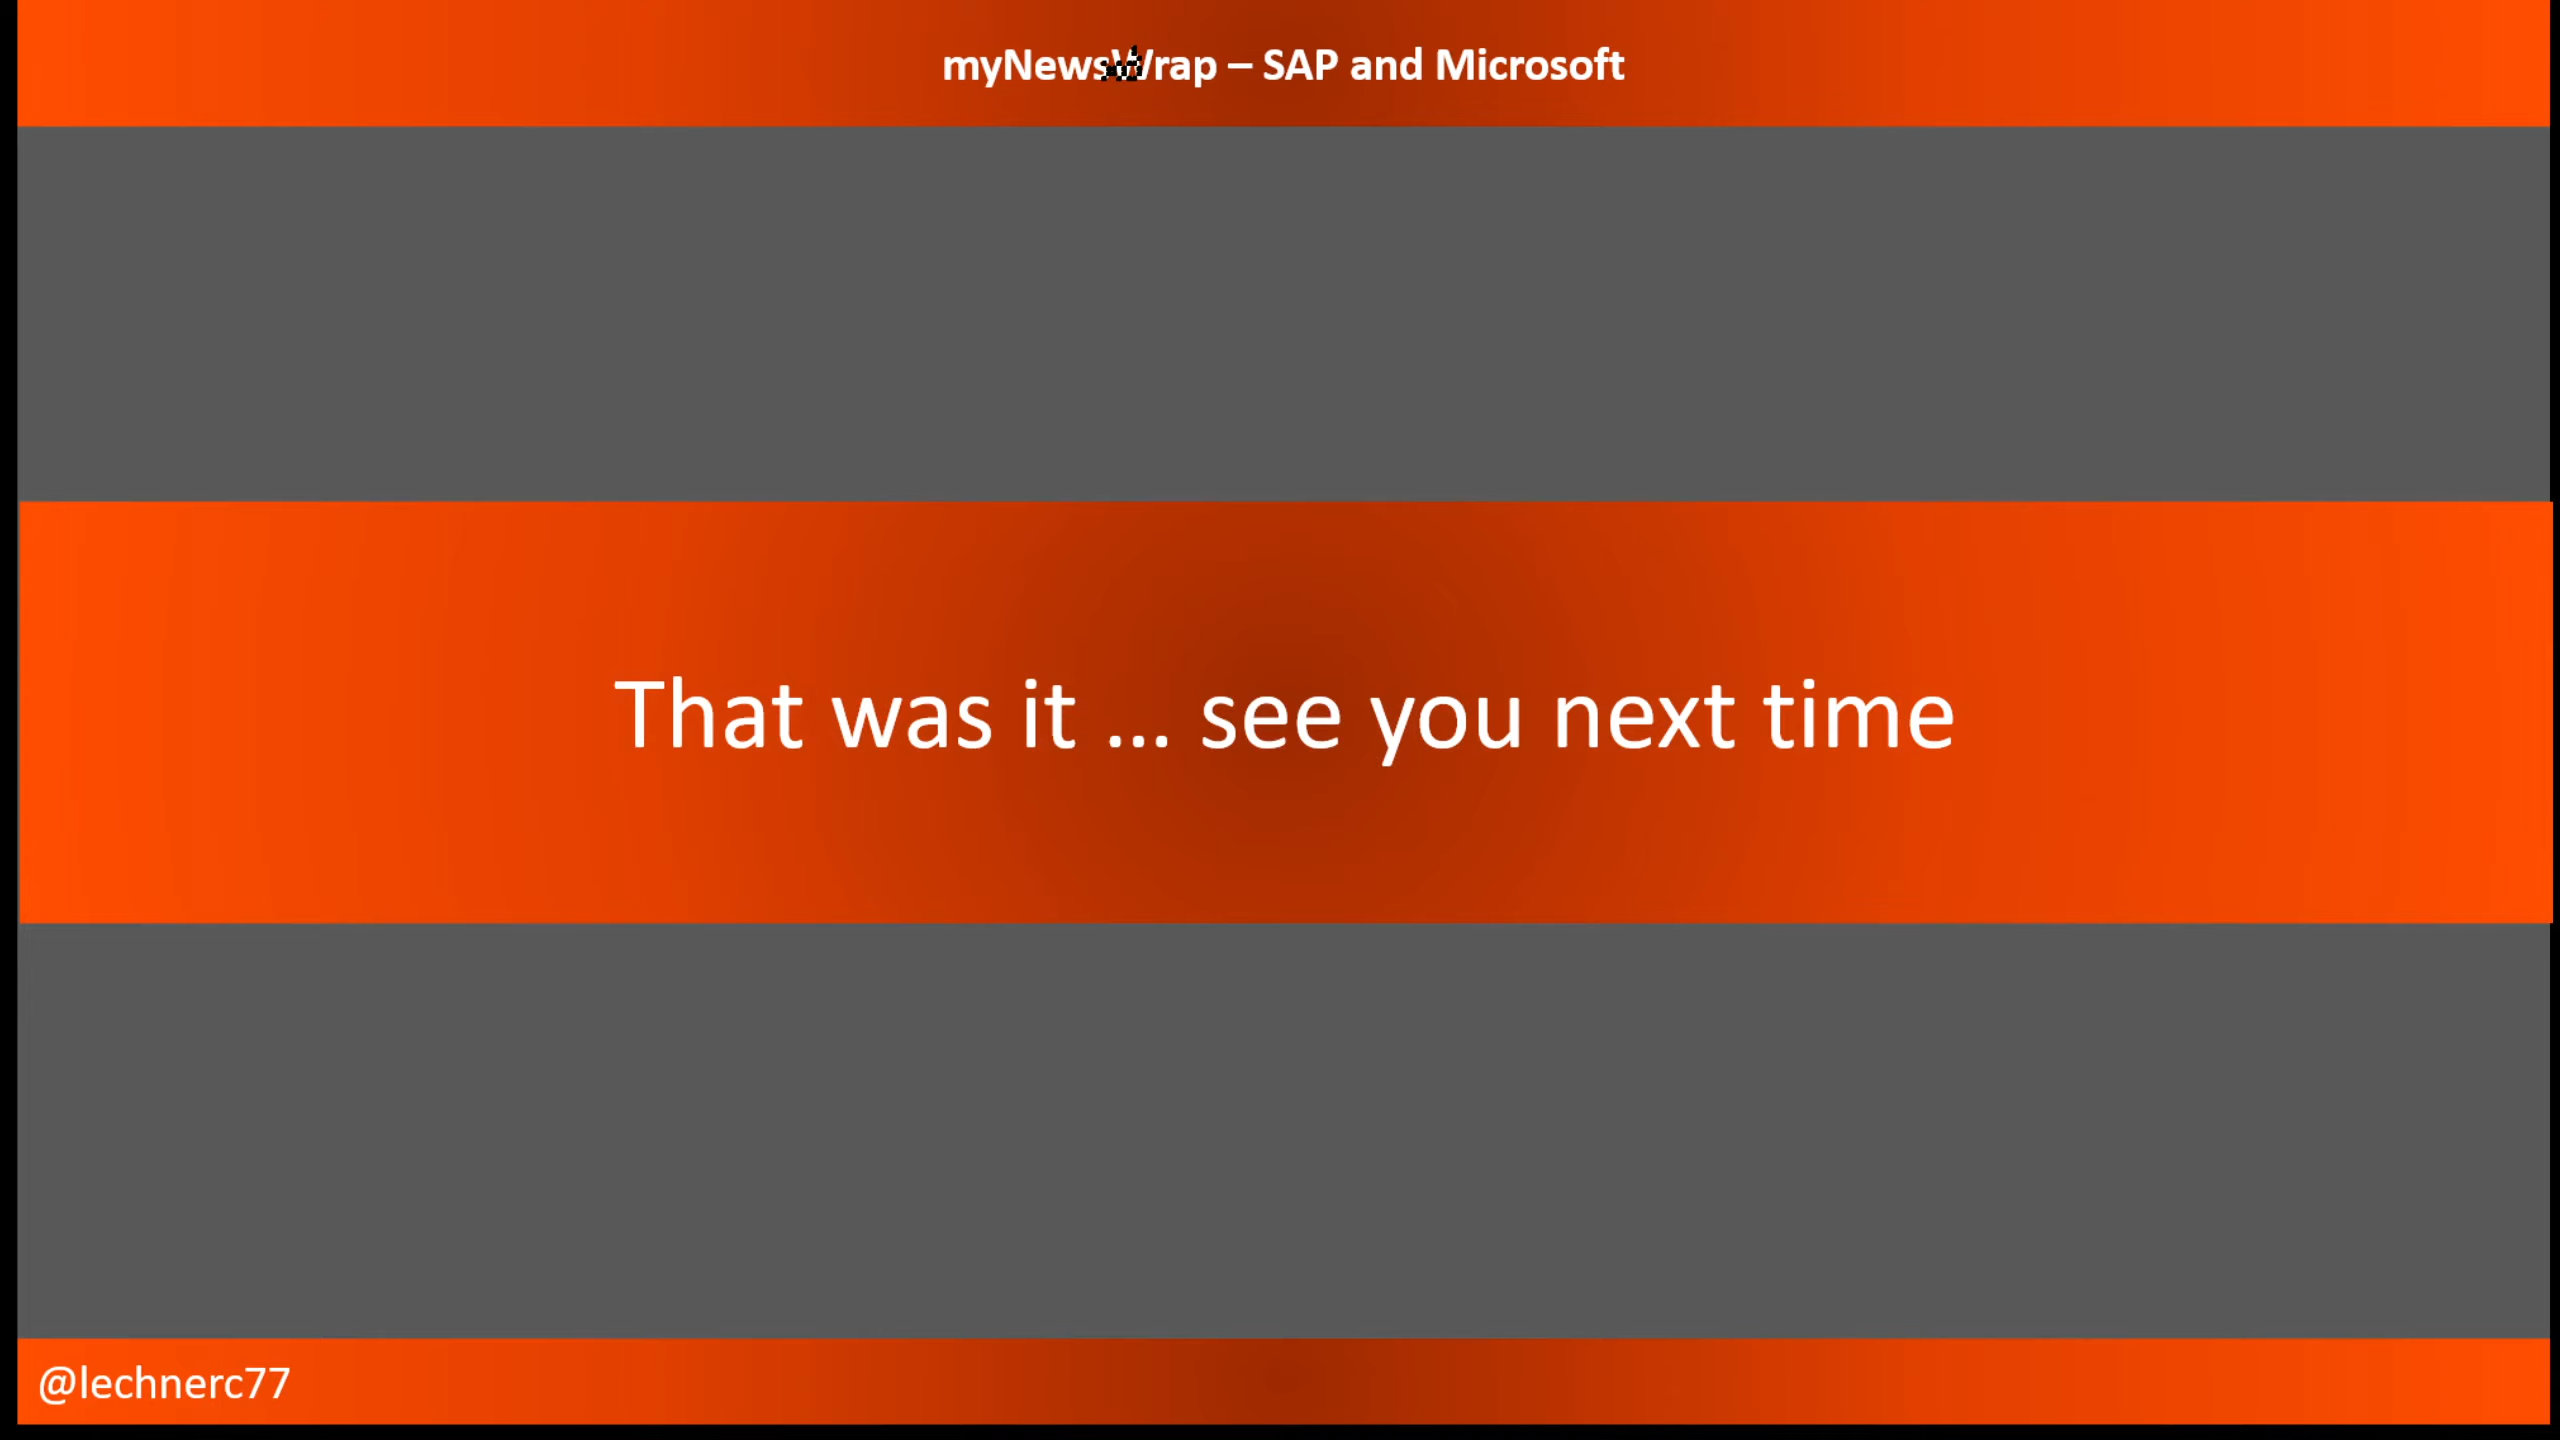 myNewsWrap – SAP and Microsoft
That was it ... see you next time
@lechnerc77